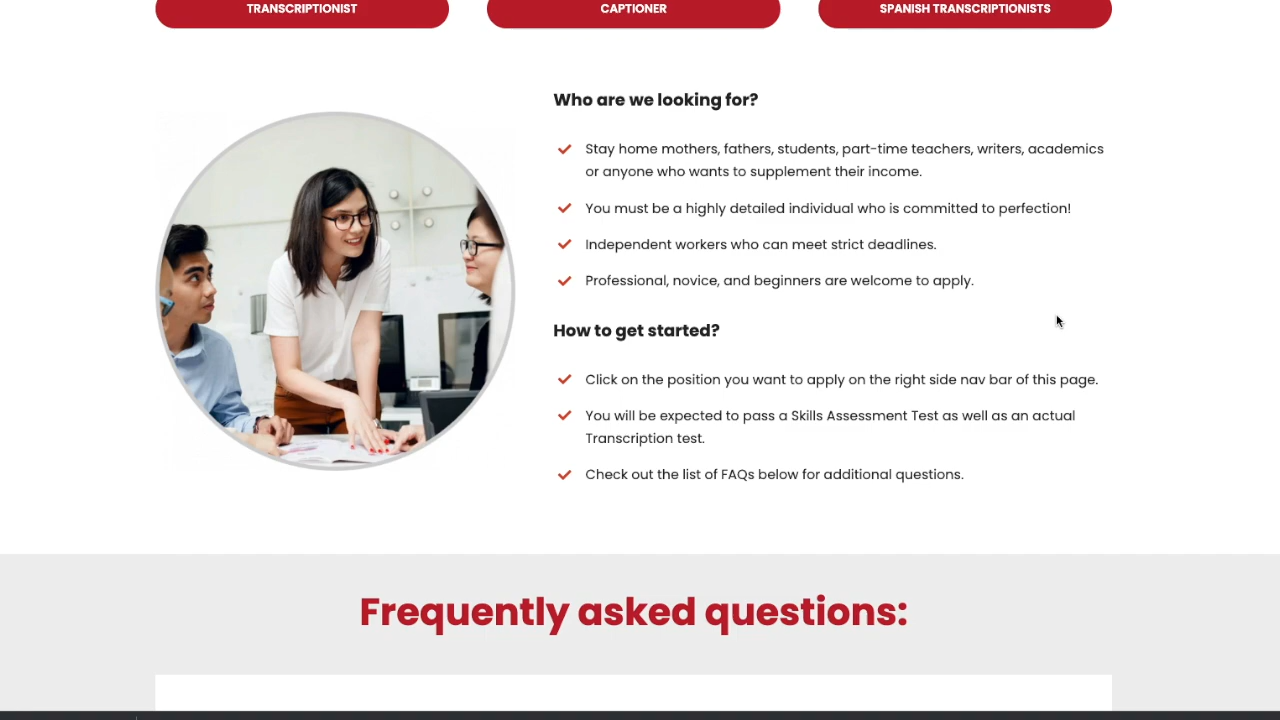 TRANSCRIPTIONIST
CAPTIONER
SPANISH TRANSCRIPTIONISTS
Who are we looking for?
Stay home mothers, fathers, students, part-time teachers, writers, academics
or anyone who wants to supplement their income.
You must be a highly detailed individual who is committed to perfection!
Independent workers who can meet strict deadlines.
Professional, novice, and beginners are welcome to apply.
How to get started?
Click on the position you want to apply on the right side nav bar of this page.
You will be expected to pass a Skills Assessment Test as well as an actual
Transcription test.
Check out the list of FAQs below for additional questions.
Frequently asked questions: